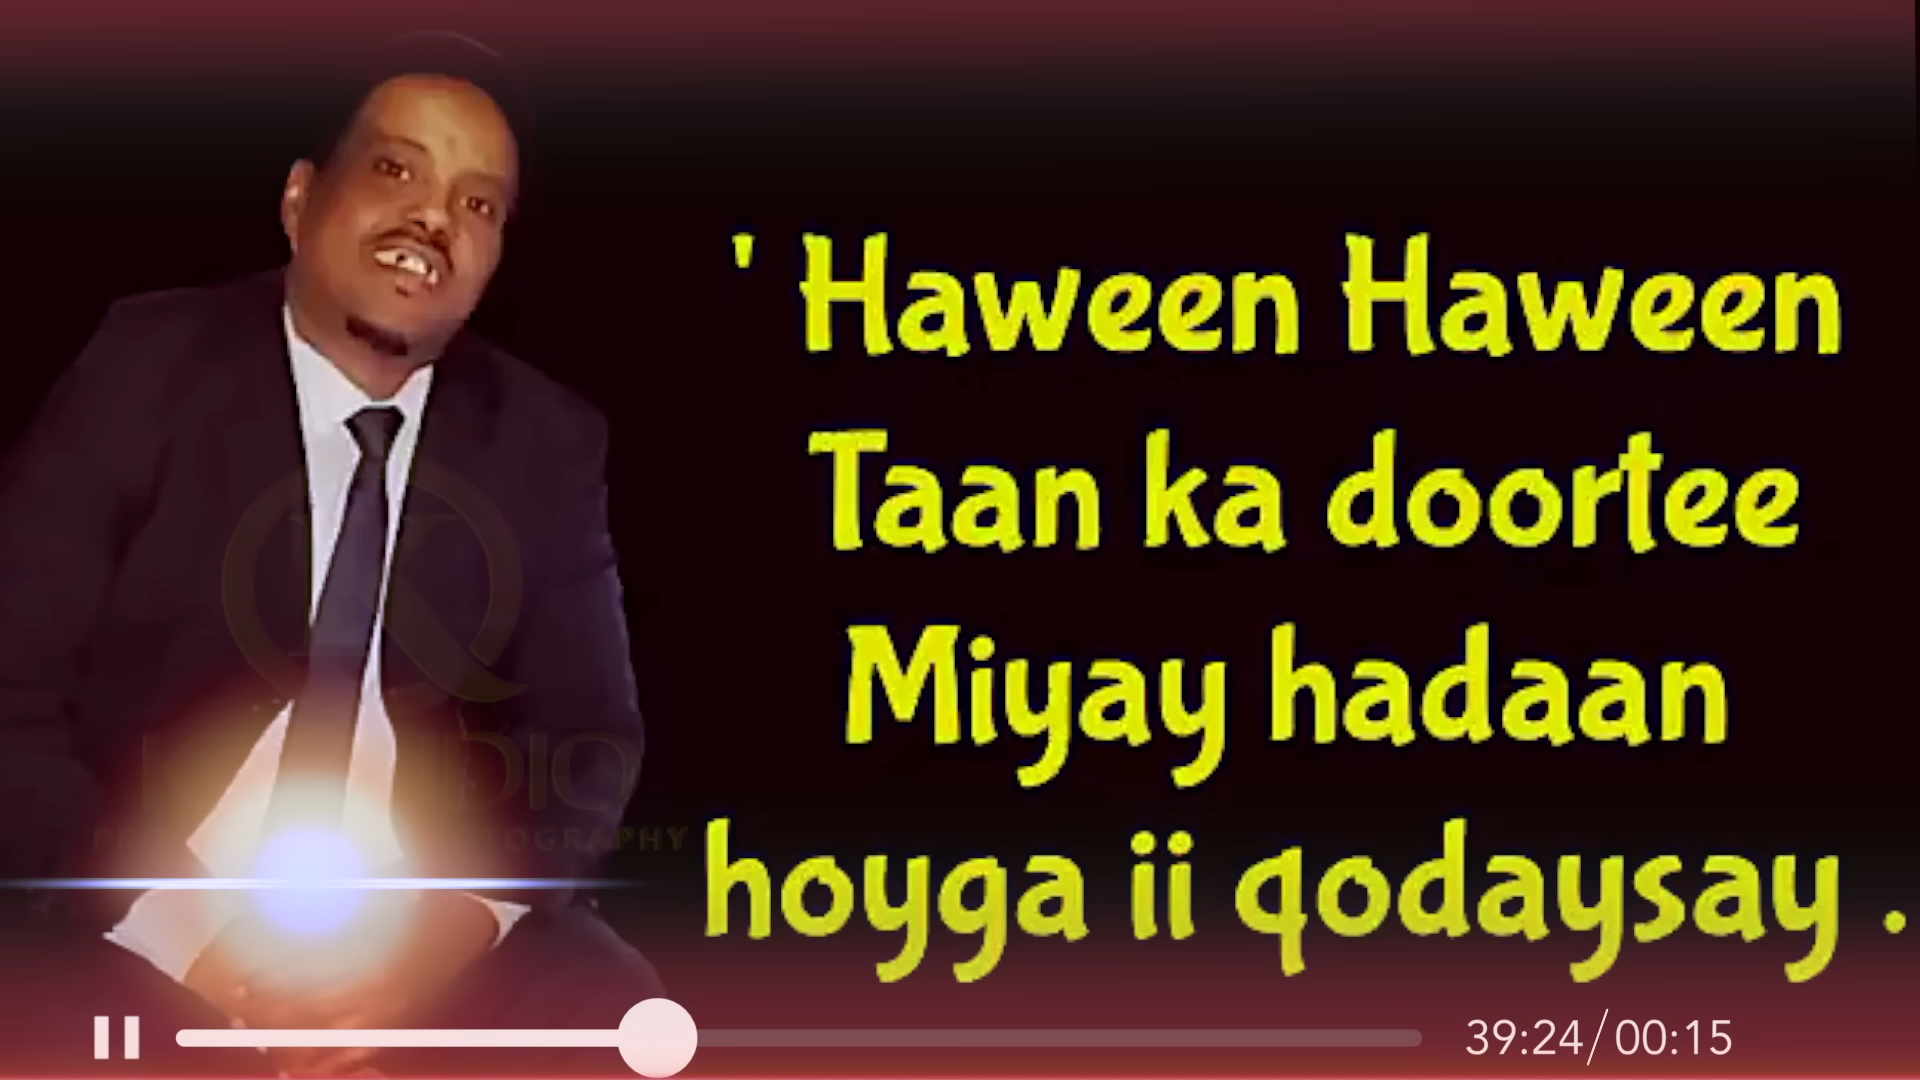 ' Haween Haween
Taan ka doortee
Miyay hadaan
hoyga ii qodaysay .
39:24/00:15